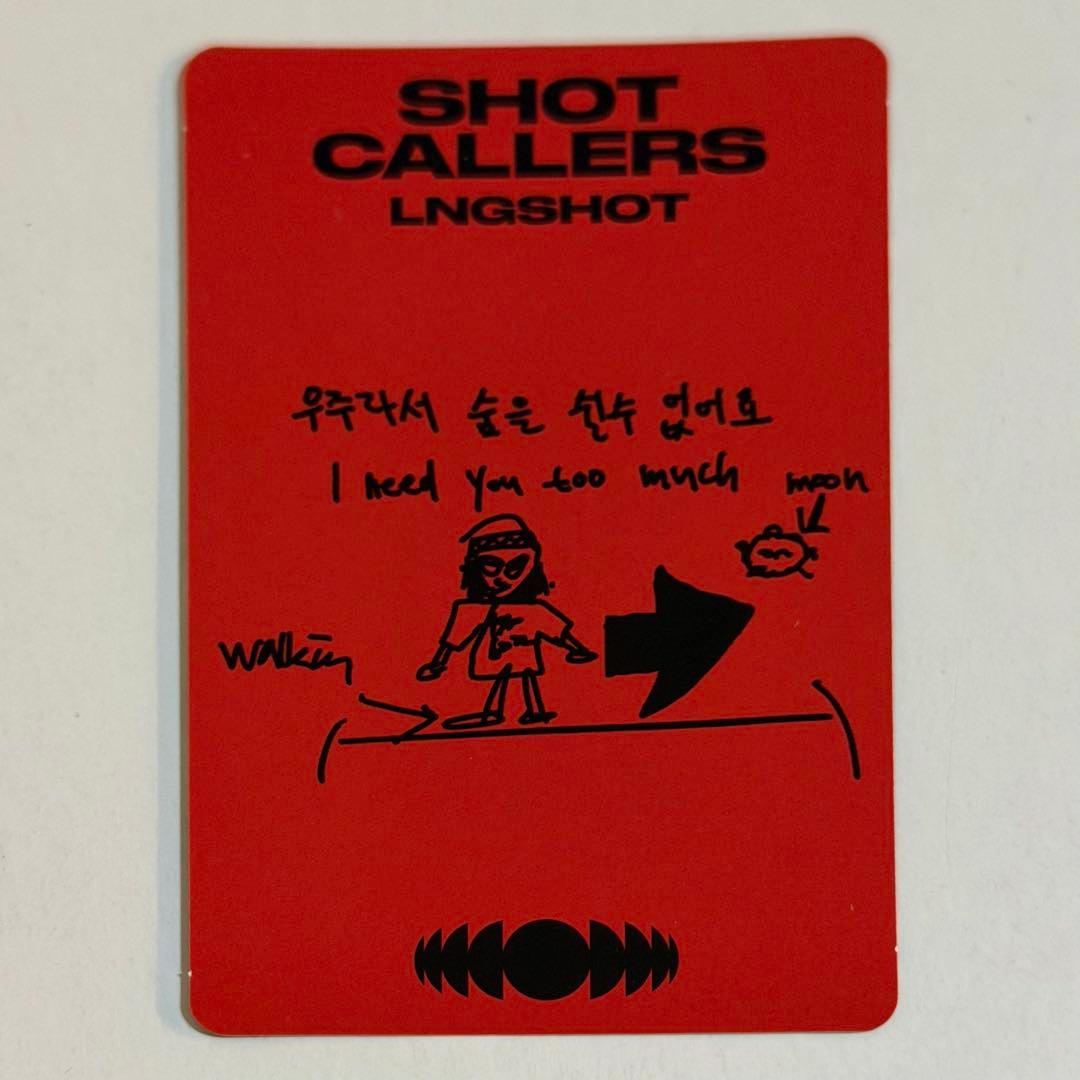 SHOT
CALLERS
LNGSHOT
우주라서 숨을 쉴수 없어요
I need you too much
moon
walkin